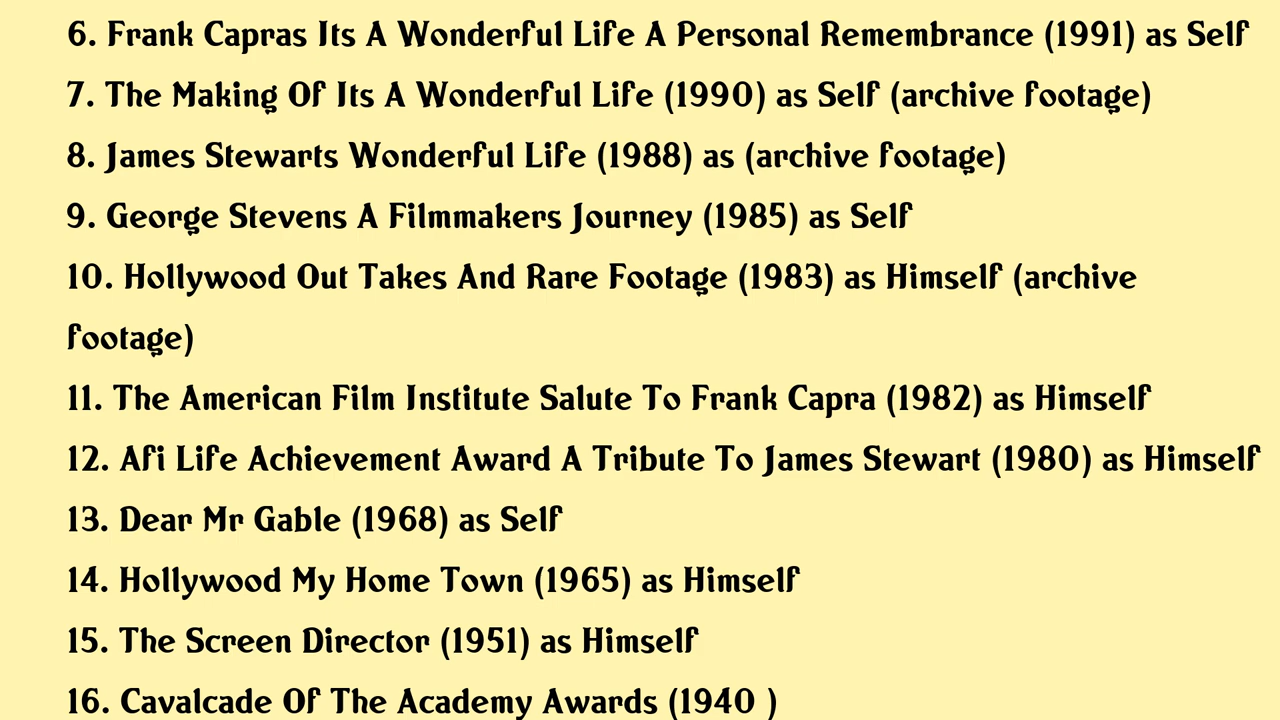 6. Frank Capras Its A Wonderful Life A Personal Remembrance (1991) as Self
7. The Making Of Its A Wonderful Life (1990) as Self (archive footage)
8. James Stewarts Wonderful Life (1988) as (archive footage)
9. George Stevens A Filmmakers Journey (1985) as Self
10. Hollywood Out Takes And Rare Footage (1983) as Himself (archive
footage)
11. The American Film Institute Salute To Frank Capra (1982) as Himself
12. Afi Life Achievement Award A Tribute To James Stewart (1980) as Himself
13. Dear Mr Gable (1968) as Self
14. Hollywood My Home Town (1965) as Himself
15. The Screen Director (1951) as Himself
16. Cavalcade Of The Academy Awards (1940 )